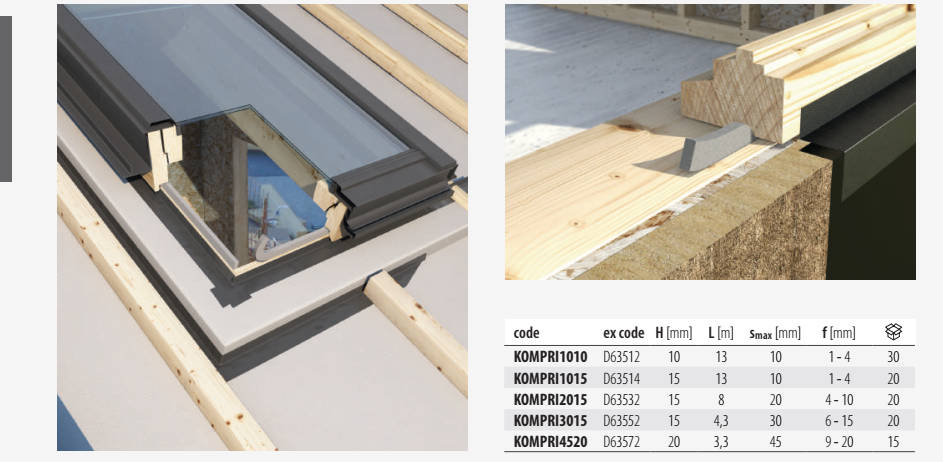 code ex code H [mm] L [m] smax [mm] f [mm]
KOMPRI1010 D63512 10 13 10 1 - 4 30
KOMPRI1015 D63514 15 13 10 1 - 4 20
KOMPRI2015 D63532 15 8 20 4 - 10 20
KOMPRI3015 D63552 15 4,3 30 6 - 15 20
KOMPRI4520 D63572 20 3,3 45 9 - 20 15